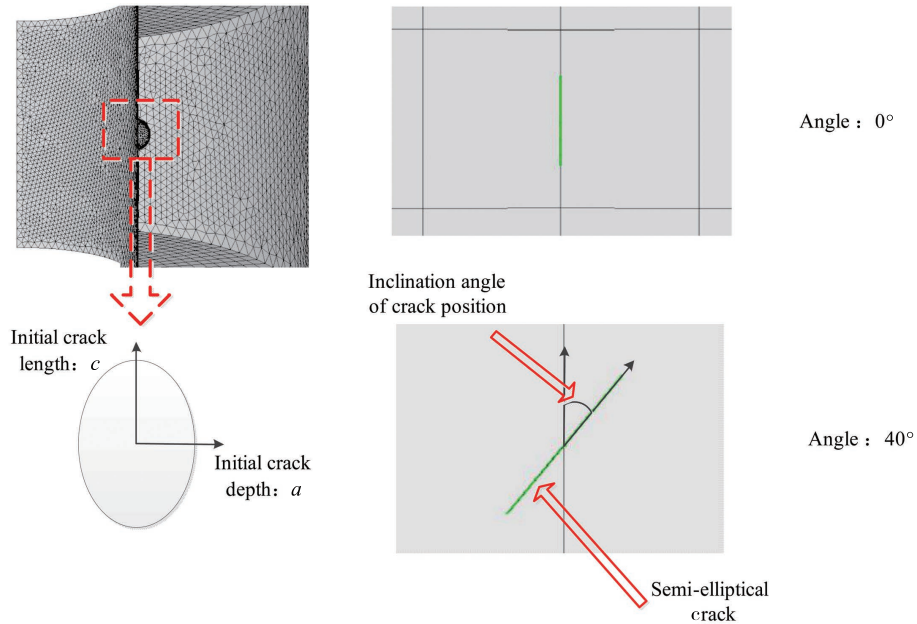 Angle： 0°
Inclination angle
of crack position
Initial crack
length： c
Initial crack
depth： a
Angle： 40°
Semi-elliptical
crack